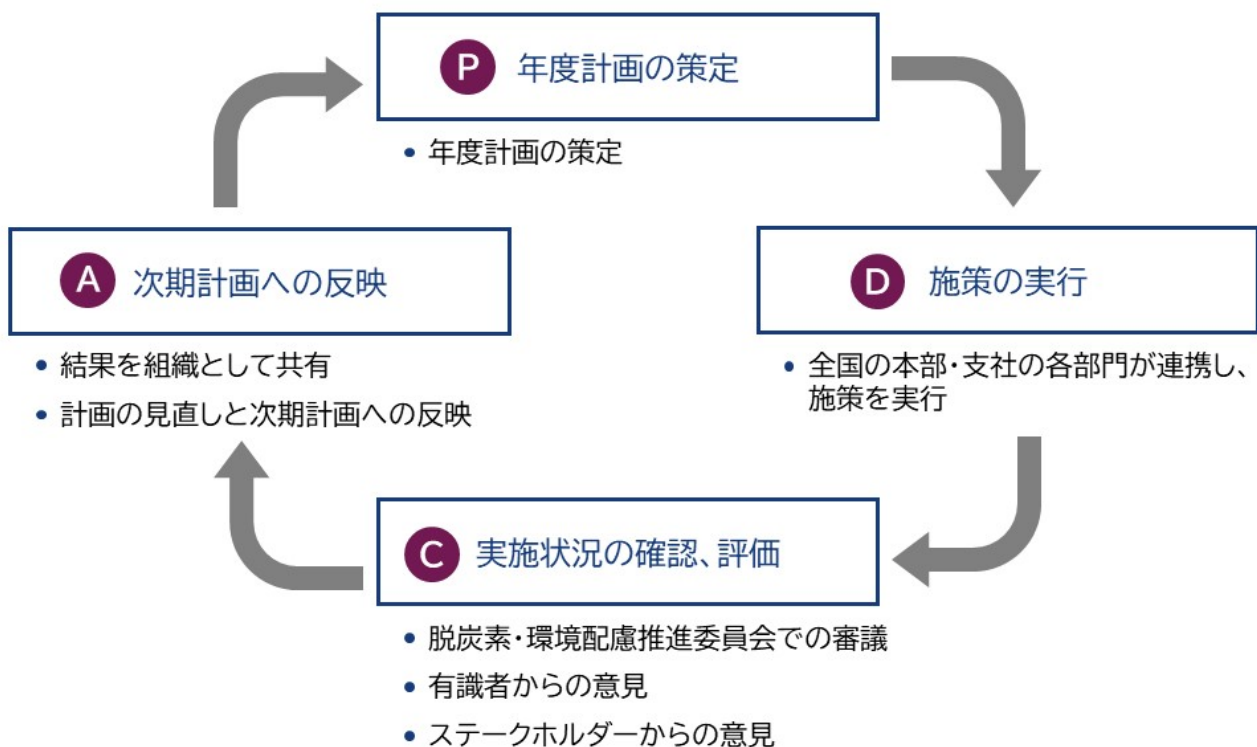 P 年度計画の策定
• 年度計画の策定
A 次期計画への反映
• 結果を組織として共有
• 計画の見直しと次期計画への反映
D 施策の実行
• 全国の本部・支社の各部門が連携し、
施策を実行
C 実施状況の確認、評価
• 脱炭素・環境配慮推進委員会での審議
• 有識者からの意見
• ステークホルダーからの意見